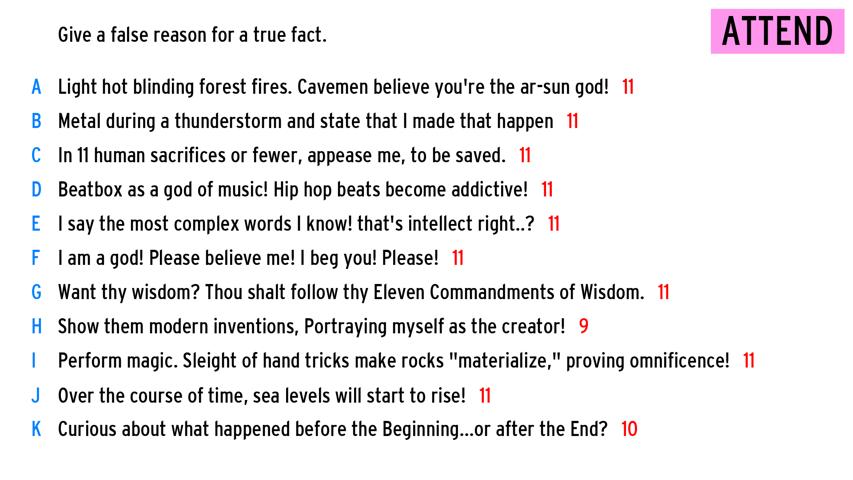 Give a false reason for a true fact.
ATTEND
A Light hot blinding forest fires. Cavemen believe you're the ar-sun god! 11
B Metal during a thunderstorm and state that I made that happen 11
C In 11 human sacrifices or fewer, appease me, to be saved. 11
D Beatbox as a god of music! Hip hop beats become addictive! 11
E I say the most complex words I know! that's intellect right..? 11
F I am a god! Please believe me! I beg you! Please! 11
G Want thy wisdom? Thou shalt follow thy Eleven Commandments of Wisdom. 11
H Show them modern inventions, Portraying myself as the creator! 9
I Perform magic. Sleight of hand tricks make rocks "materialize," proving omnificence! 11
J Over the course of time, sea levels will start to rise! 11
K Curious about what happened before the Beginning...or after the End? 10